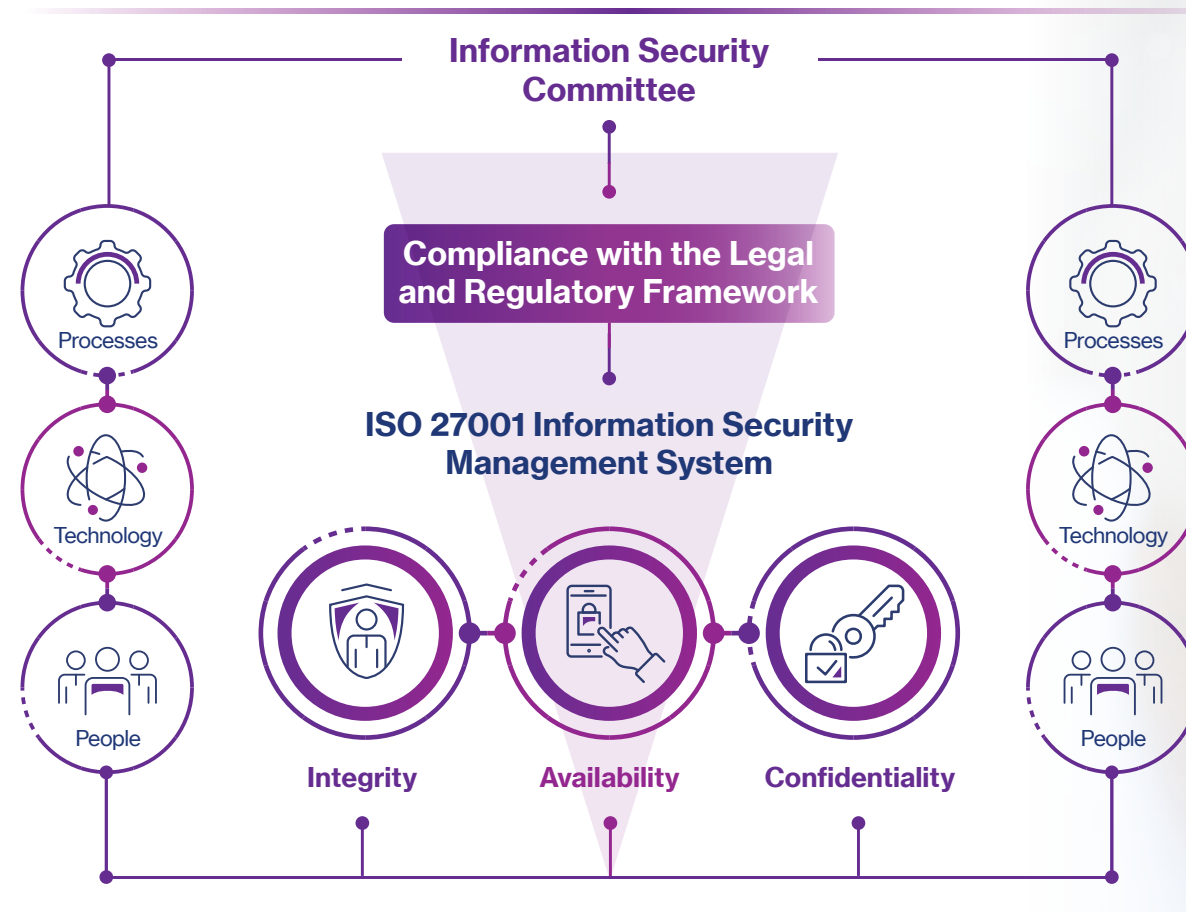 Information Security
Committee
Compliance with the Legal
and Regulatory Framework
Processes
Processes
ISO 27001 Information Security
Management System
Technology
Technology
People
People
Integrity
Availability
Confidentiality